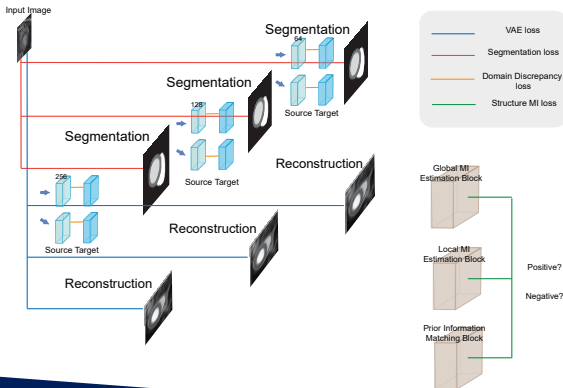 Input Image
Segmentation
64
Source Target
Segmentation
128
Source Target
Segmentation
256
Source Target
Reconstruction
Reconstruction
Reconstruction
VAE loss
Segmentation loss
Domain Discrepancy
loss
Structure MI loss
Global MI
Estimation Block
Local MI
Estimation Block
Prior Information
Matching Block
Positive?
Negative?